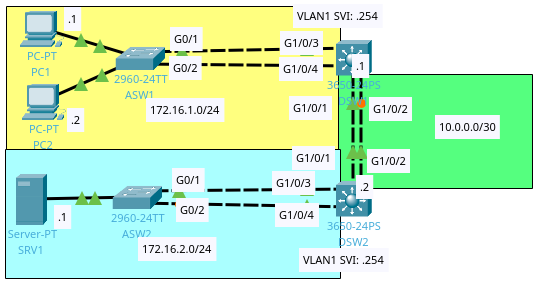 VLAN1 SVI: .254
.1
G0/1
G1/0/3
PC-PT
PC1
G0/2
G1/0/4
.1
2960-24TT
ASW1
3650-24PS
DSW1
172.16.1.0/24
G1/0/1
G1/0/2
.2
PC-PT
PC2
10.0.0.0/30
G1/0/1
G1/0/2
G0/1
G1/0/3
.2
.1
2960-24TT
ASW2
G0/2
G1/0/4
3650-24PS
DSW2
Server-PT
SRV1
172.16.2.0/24
VLAN1 SVI: .254